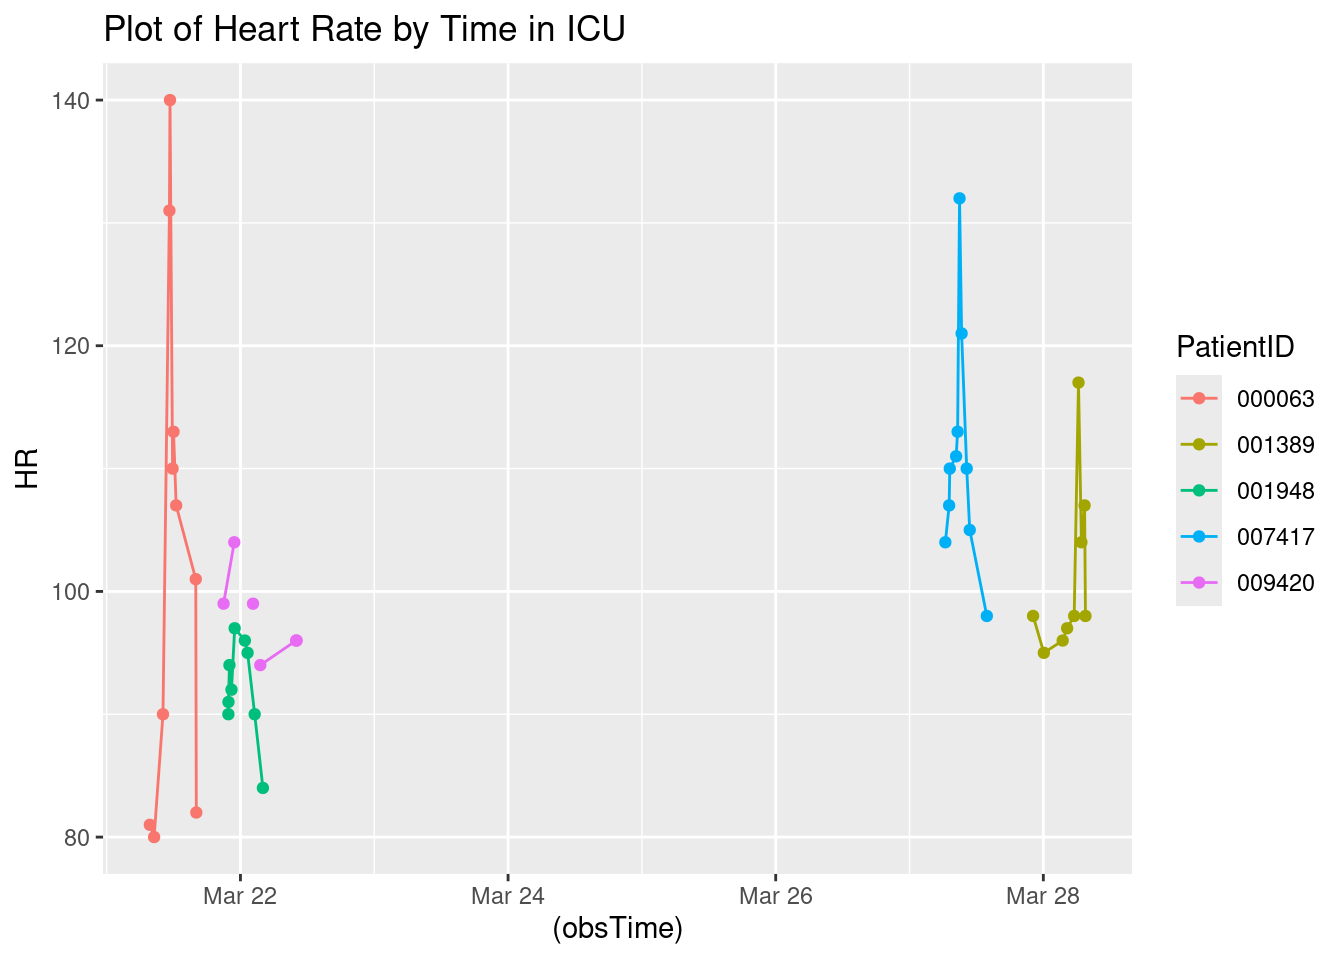 Plot of Heart Rate by Time in ICU
140
120
100
80
HR
Mar 22
Mar 24
Mar 26
Mar 28
(obsTime)
PatientID
000063
001389
001948
007417
009420